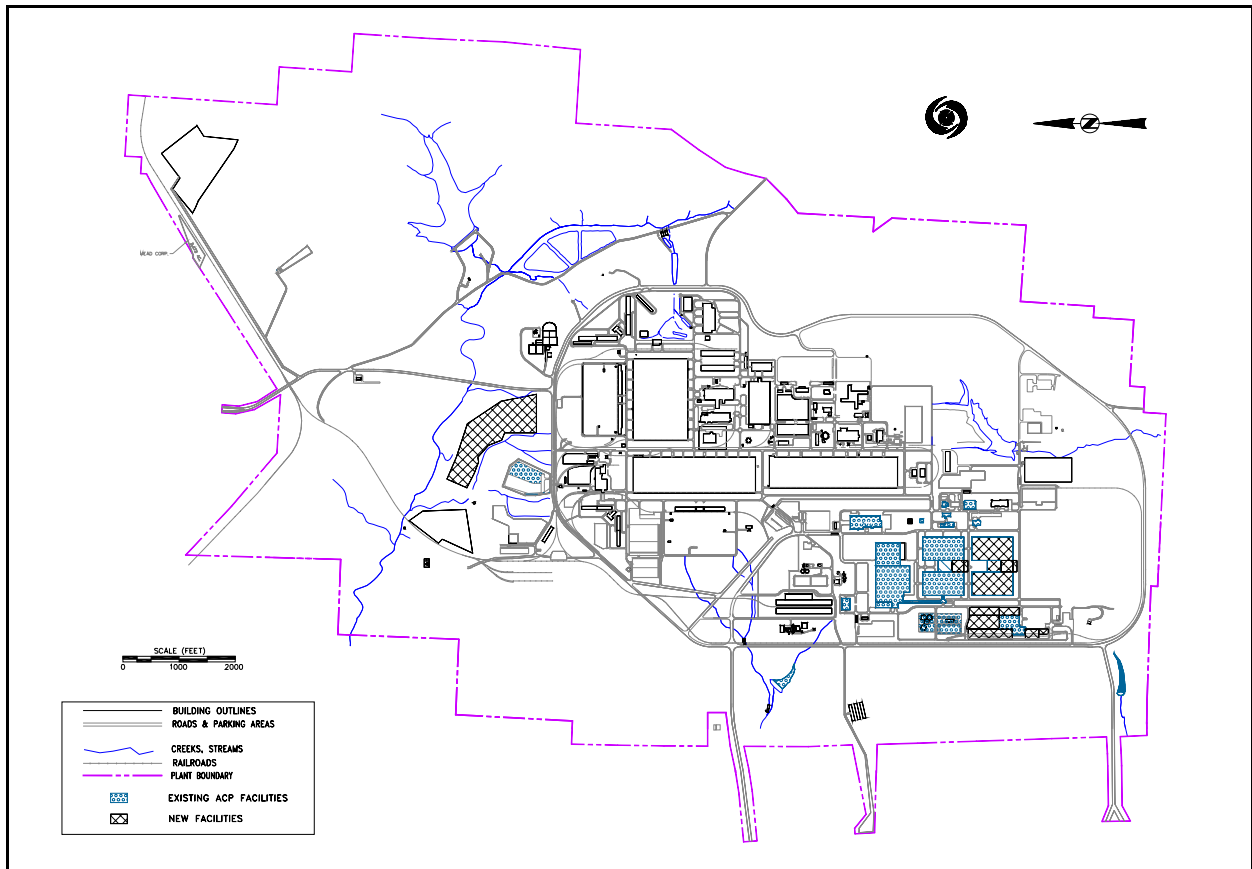 N
MEAD CORP.
SCALE (FEET)
0 1000 2000
BUILDING OUTLINES
ROADS & PARKING AREAS
CREEKS, STREAMS
RAILROADS
PLANT BOUNDARY
EXISTING ACP FACILITIES
NEW FACILITIES